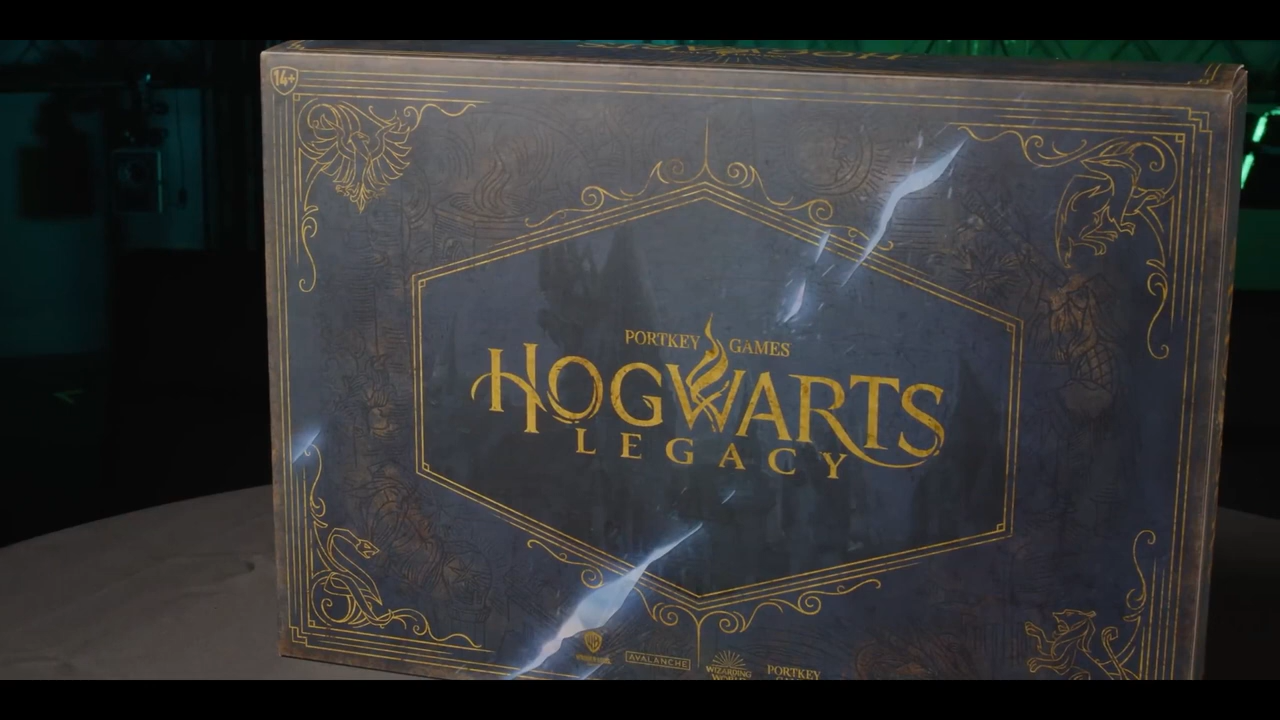 14+
PORTKEY GAMES
HOGWARTS
LEGACY
AVALANCHE
WIZARDING
WORLD
PORTKEY